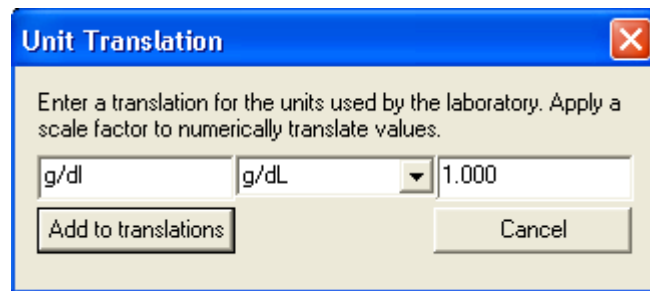 Unit Translation
Enter a translation for the units used by the laboratory. Apply a
scale factor to numerically translate values.
g/dl g/dL 1.000
Add to translations Cancel